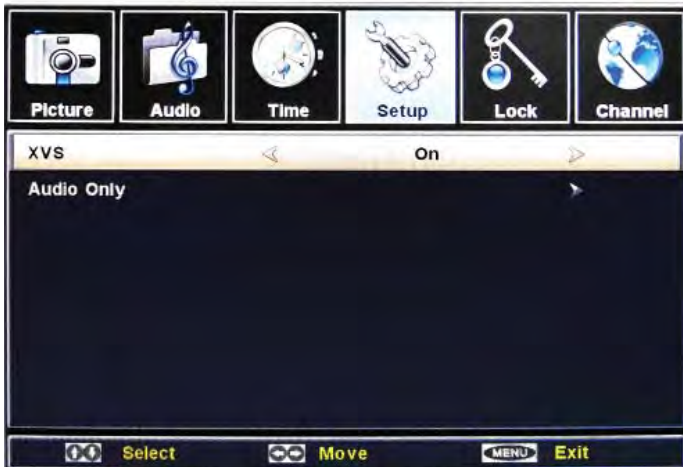 Picture Audio Time Setup Lock Channel
XVS On
Audio Only
Select Move MENU Exit